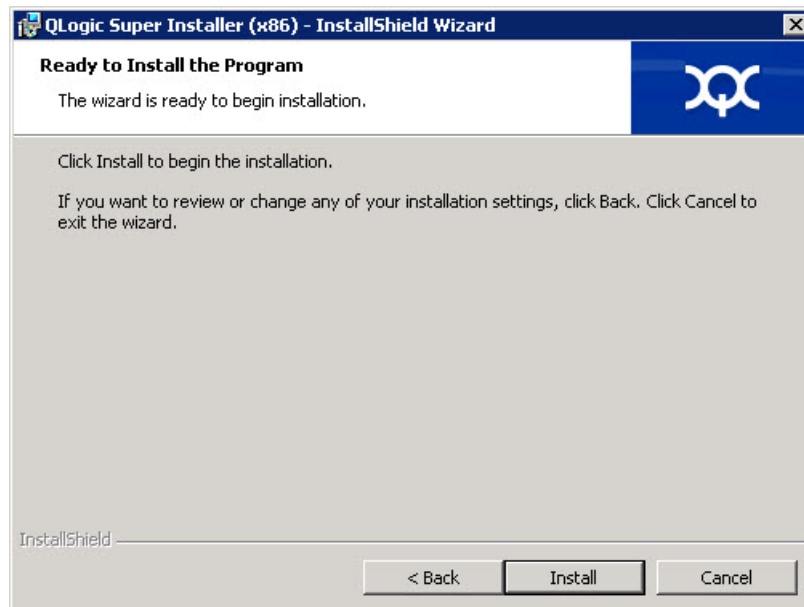 QLogic Super Installer (x86) - InstallShield Wizard
Ready to Install the Program
The wizard is ready to begin installation.
Click Install to begin the installation.
If you want to review or change any of your installation settings, click Back. Click Cancel to
exit the wizard.
InstallShield
< Back
Install
Cancel